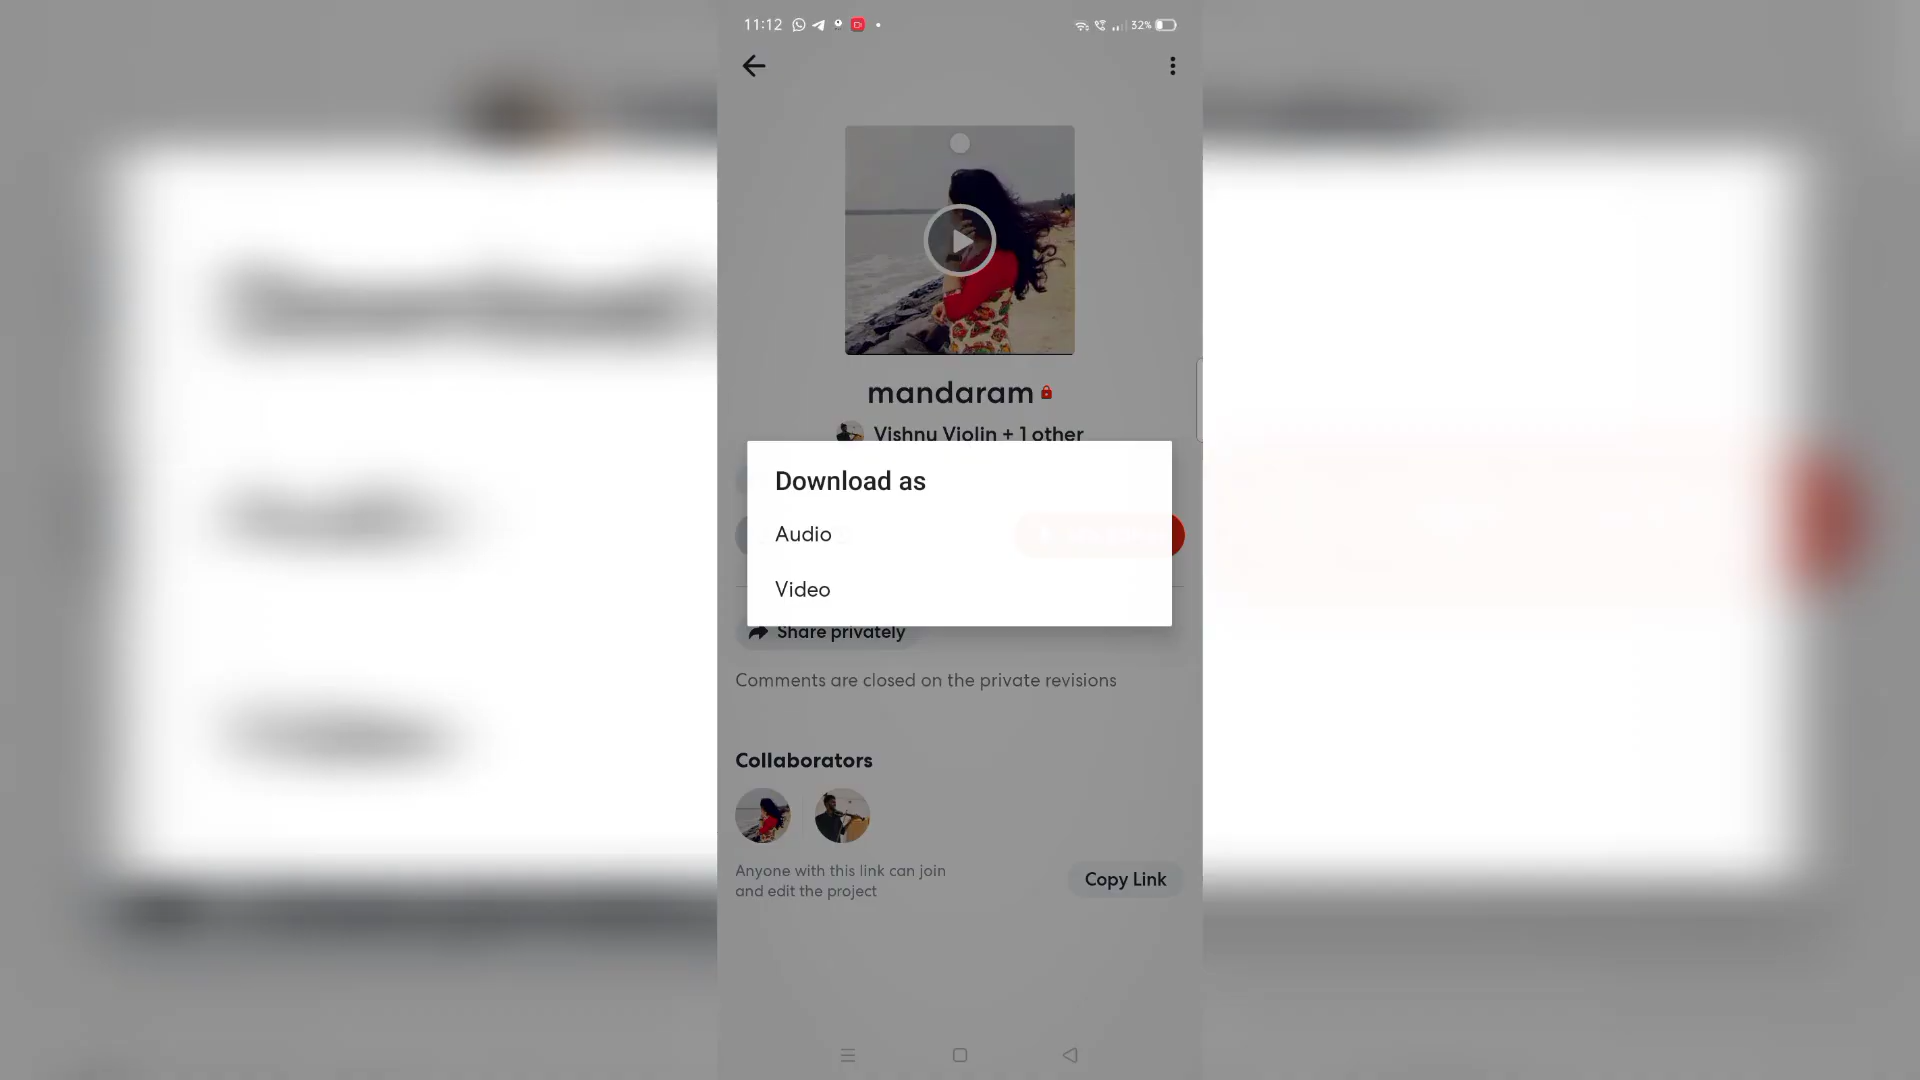 11:12
32%
mandaram
Vishnu Violin + 1 other
Download as
Audio
Video
Share privately
Comments are closed on the private revisions
Collaborators
Anyone with this link can join
and edit the project
Copy Link